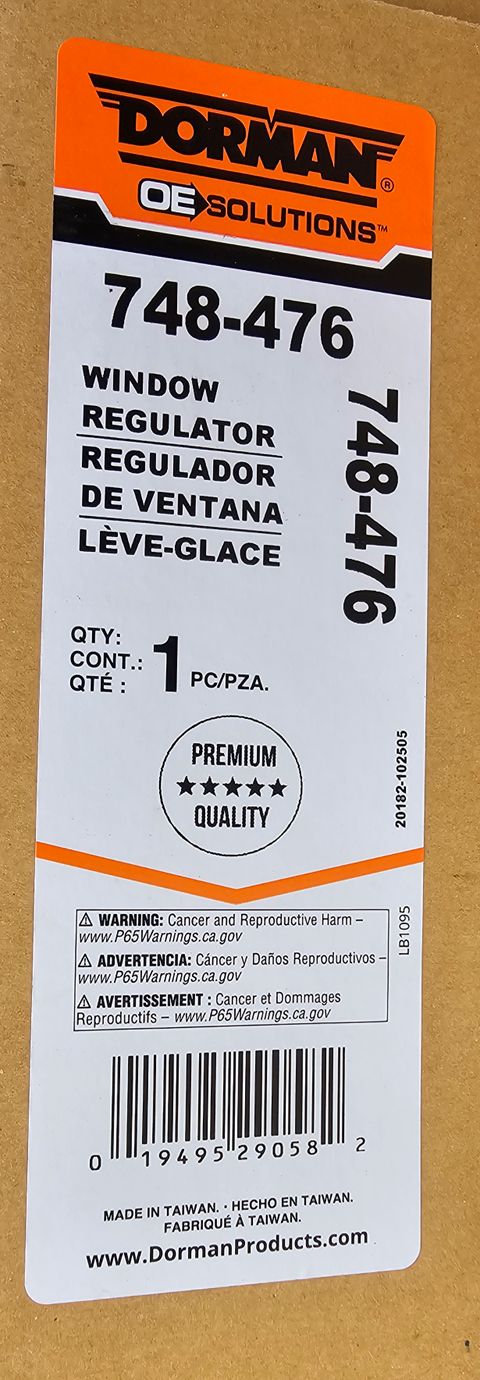 DORMAN®
OE SOLUTIONS™
748-476
WINDOW
REGULATOR
REGULADOR
DE VENTANA
LÈVE-GLACE
748-476
QTY:
CONT.:
QTÉ :
1 PC/PZA.
PREMIUM
★★★★★
QUALITY
20182-102505
LB1095
⚠ WARNING: Cancer and Reproductive Harm –
www.P65Warnings.ca.gov
⚠ ADVERTENCIA: Cáncer y Daños Reproductivos –
www.P65Warnings.ca.gov
⚠ AVERTISSEMENT : Cancer et Dommages
Reproductifs – www.P65Warnings.ca.gov
0 19495 29058 2
MADE IN TAIWAN. · HECHO EN TAIWAN.
FABRIQUÉ À TAIWAN.
www.DormanProducts.com